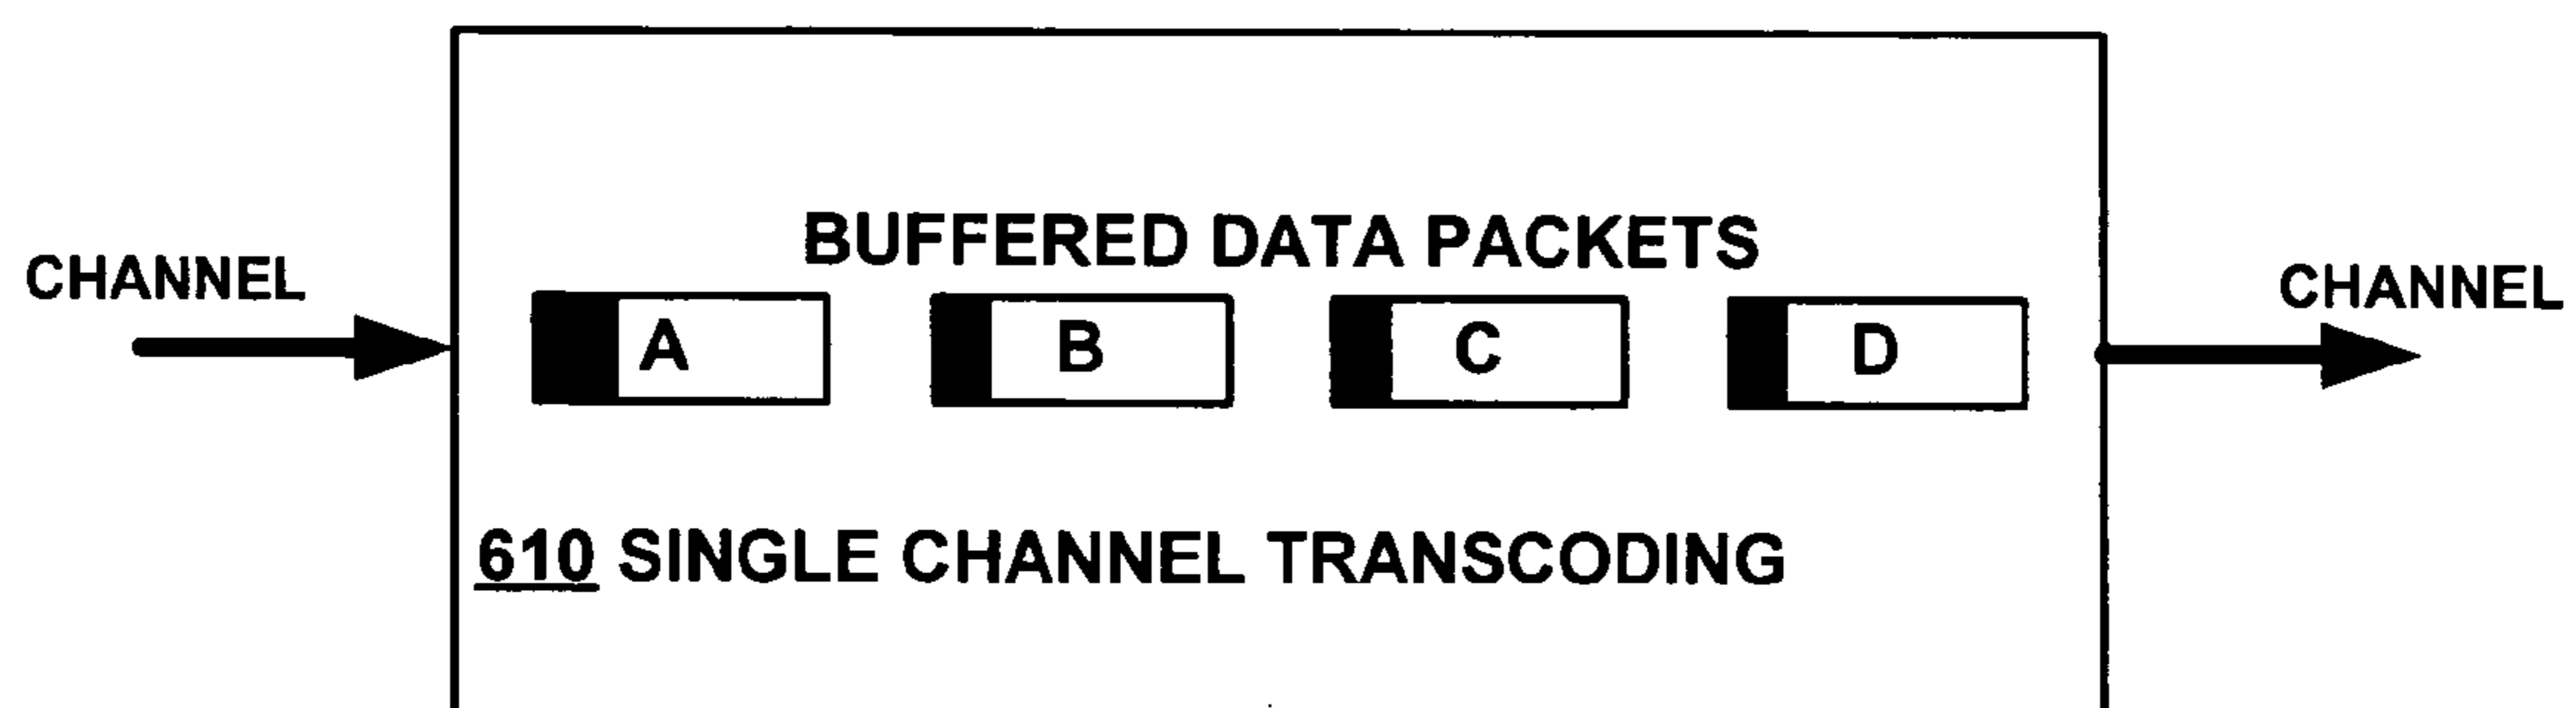 BUFFERED DATA PACKETS
CHANNEL
CHANNEL
A
B
C
D
610 SINGLE CHANNEL TRANSCODING